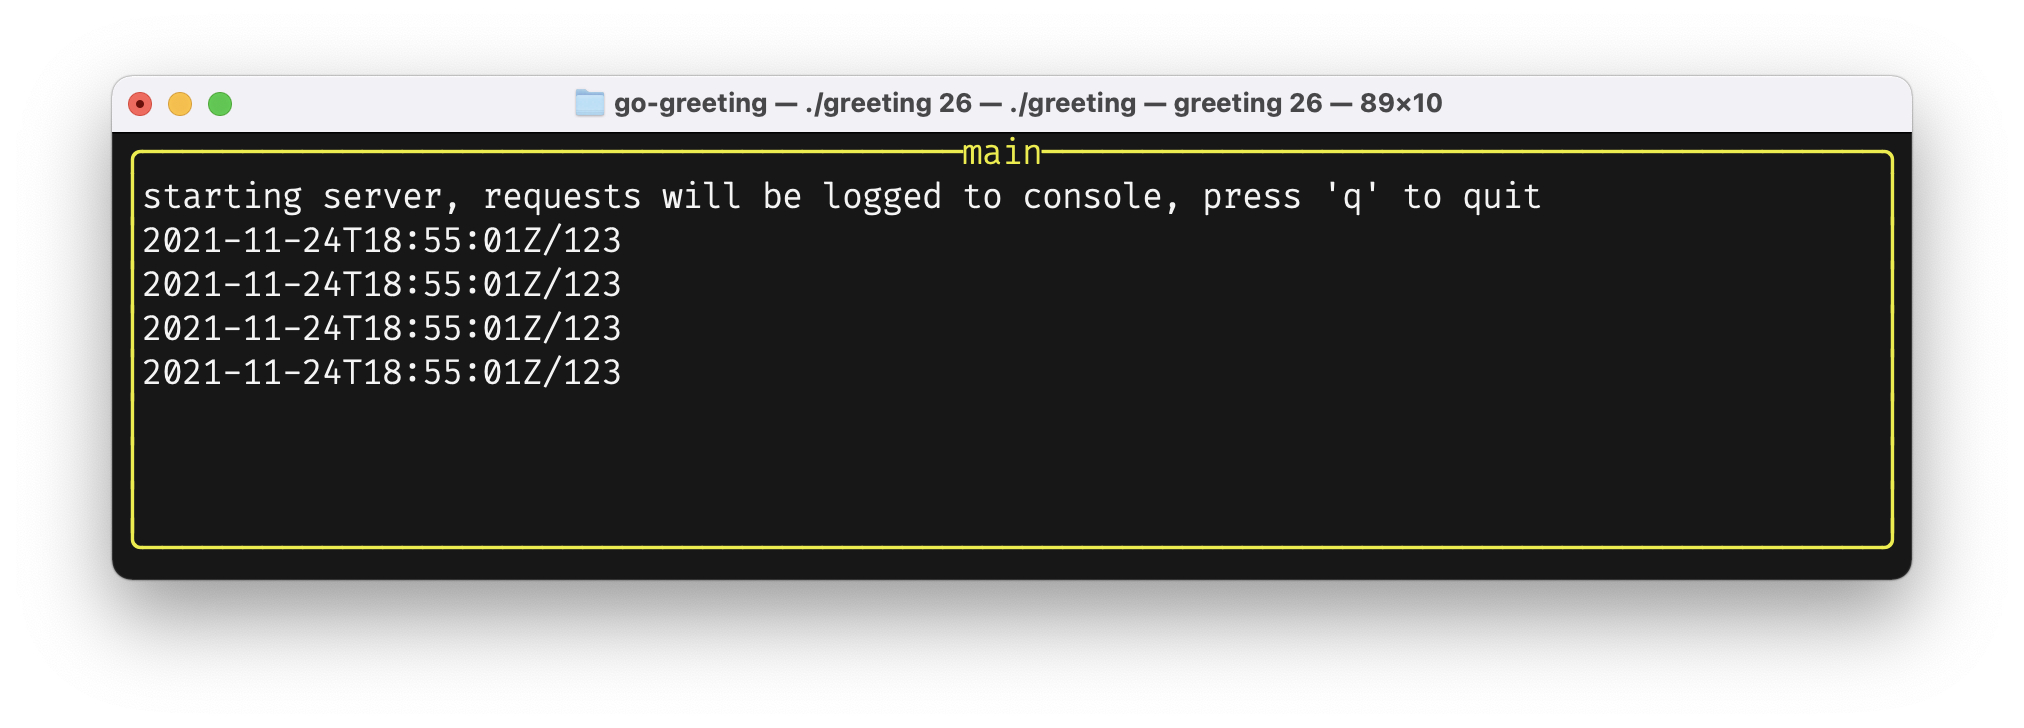 go-greeting — ./greeting 26 — ./greeting — greeting 26 — 89×10
main
starting server, requests will be logged to console, press 'q' to quit
2021-11-24T18:55:01Z/123
2021-11-24T18:55:01Z/123
2021-11-24T18:55:01Z/123
2021-11-24T18:55:01Z/123